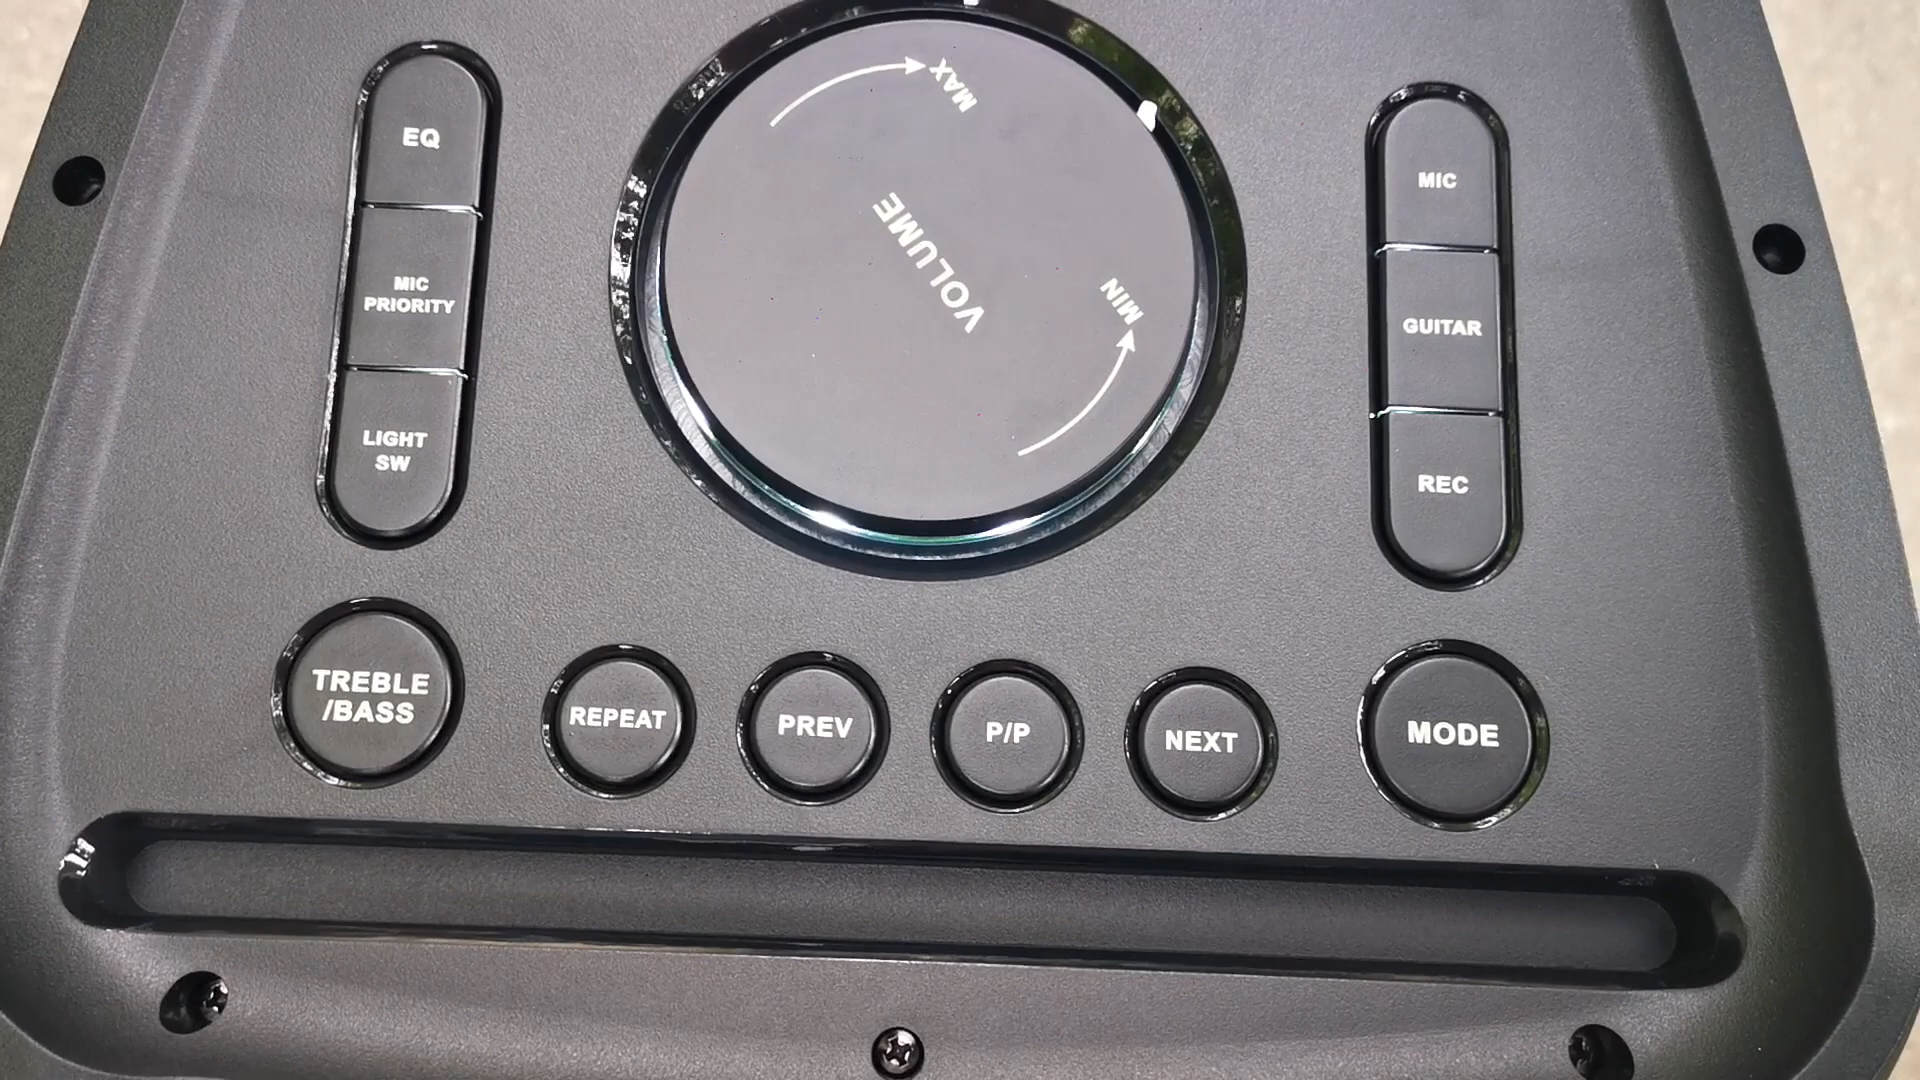 EQ
MIC
PRIORITY
LIGHT
SW
MAX
VOLUME
MIN
MIC
GUITAR
REC
TREBLE
/BASS
REPEAT
PREV
P/P
NEXT
MODE